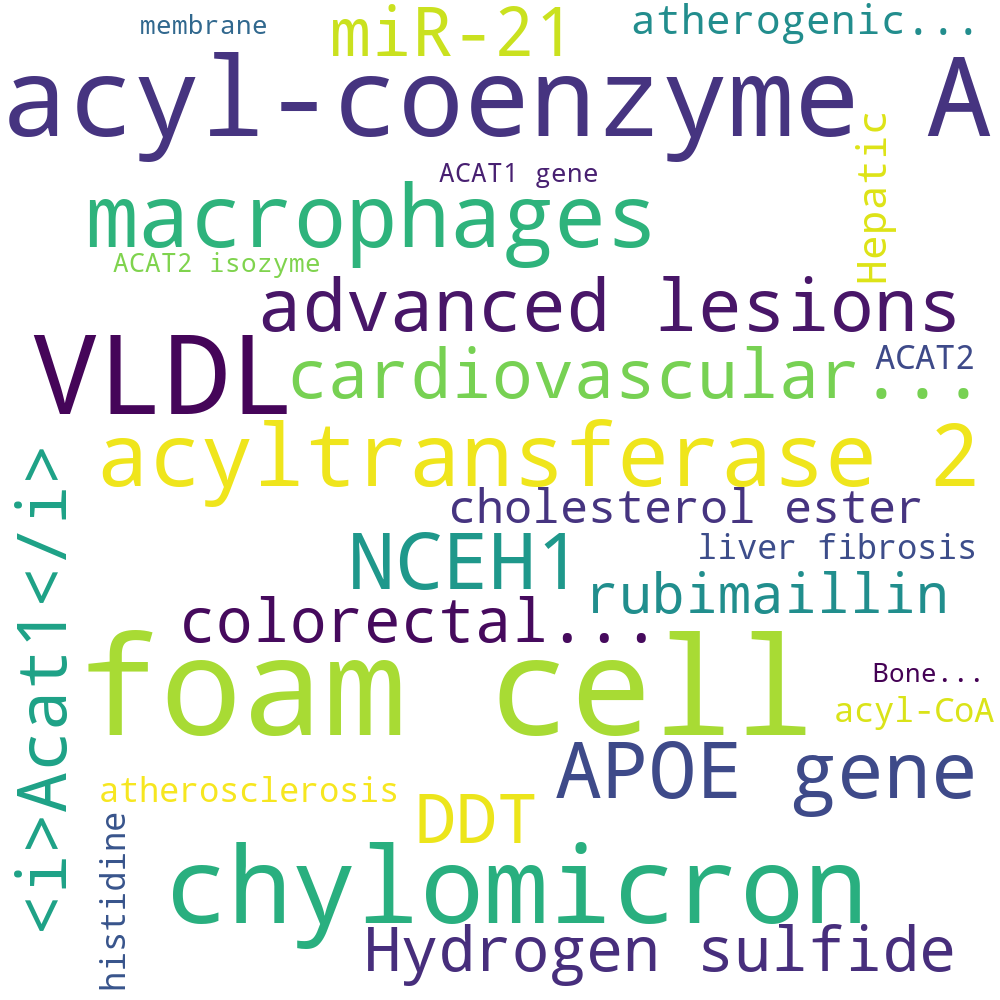 membrane
miR-21
atherogenic...
acyl-coenzyme A
ACAT1 gene
Hepatic
macrophages
ACAT2 isozyme
advanced lesions
VLDL
cardiovascular...
ACAT2
acyltransferase 2
<i>Acat1</i>
cholesterol ester
NCEH1
liver fibrosis
rubimaillin
colorectal...
foam cell
Bone...
acyl-CoA
APOE gene
atherosclerosis
DDT
histidine
chylomicron
Hydrogen sulfide